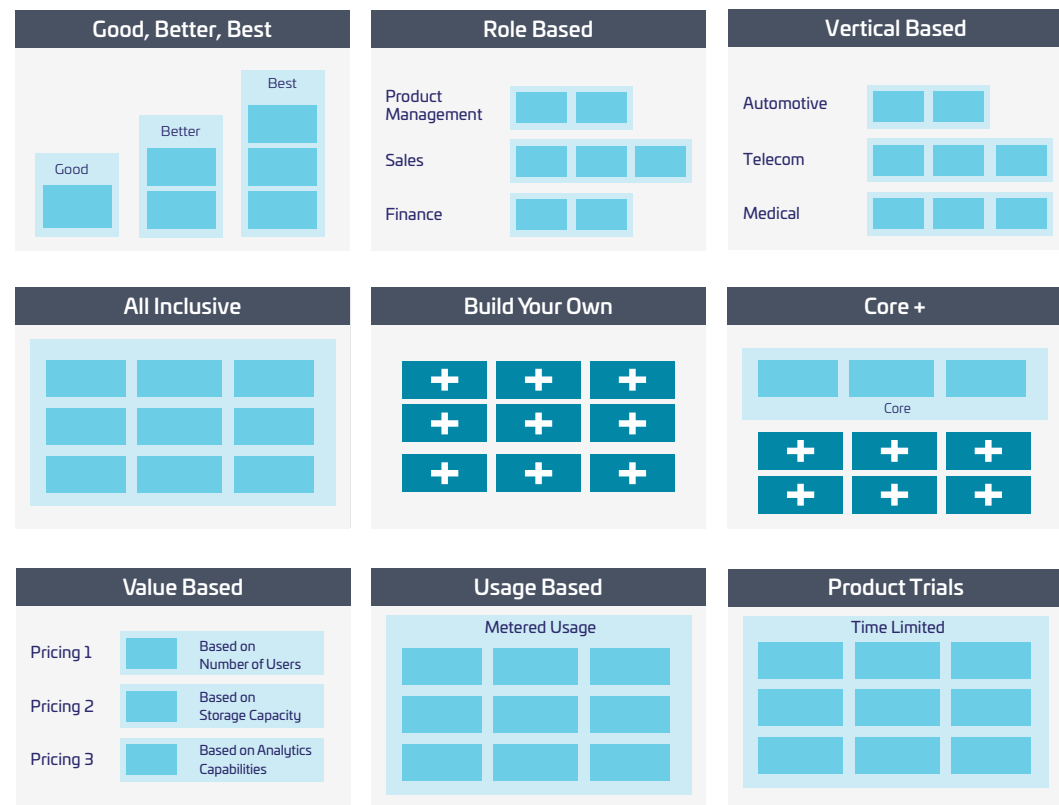 Good, Better, Best
Good
Better
Best
Role Based
Product
Management
Sales
Finance
Vertical Based
Automotive
Telecom
Medical
All Inclusive
Build Your Own
Core +
Core
Value Based
Pricing 1
Based on
Number of Users
Pricing 2
Based on
Storage Capacity
Pricing 3
Based on Analytics
Capabilities
Usage Based
Metered Usage
Product Trials
Time Limited